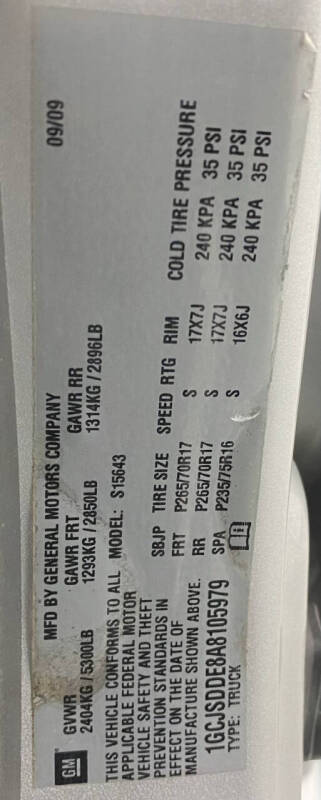 GM MFD BY GENERAL MOTORS COMPANY 09/09
GVWR GAWR FRT GAWR RR
2404KG / 5300LB 1293KG / 2850LB 1314KG / 2896LB
THIS VEHICLE CONFORMS TO ALL
APPLICABLE FEDERAL MOTOR
VEHICLE SAFETY AND THEFT
PREVENTION STANDARDS IN
EFFECT ON THE DATE OF
MANUFACTURE SHOWN ABOVE.
1GCJSDDE8A8105979
TYPE: TRUCK
MODEL: S15643
SBJP TIRE SIZE SPEED RTG RIM COLD TIRE PRESSURE
FRT P265/70R17 S 17X7J 240 KPA 35 PSI
RR P265/70R17 S 17X7J 240 KPA 35 PSI
SPA P235/75R16 S 16X6J 240 KPA 35 PSI